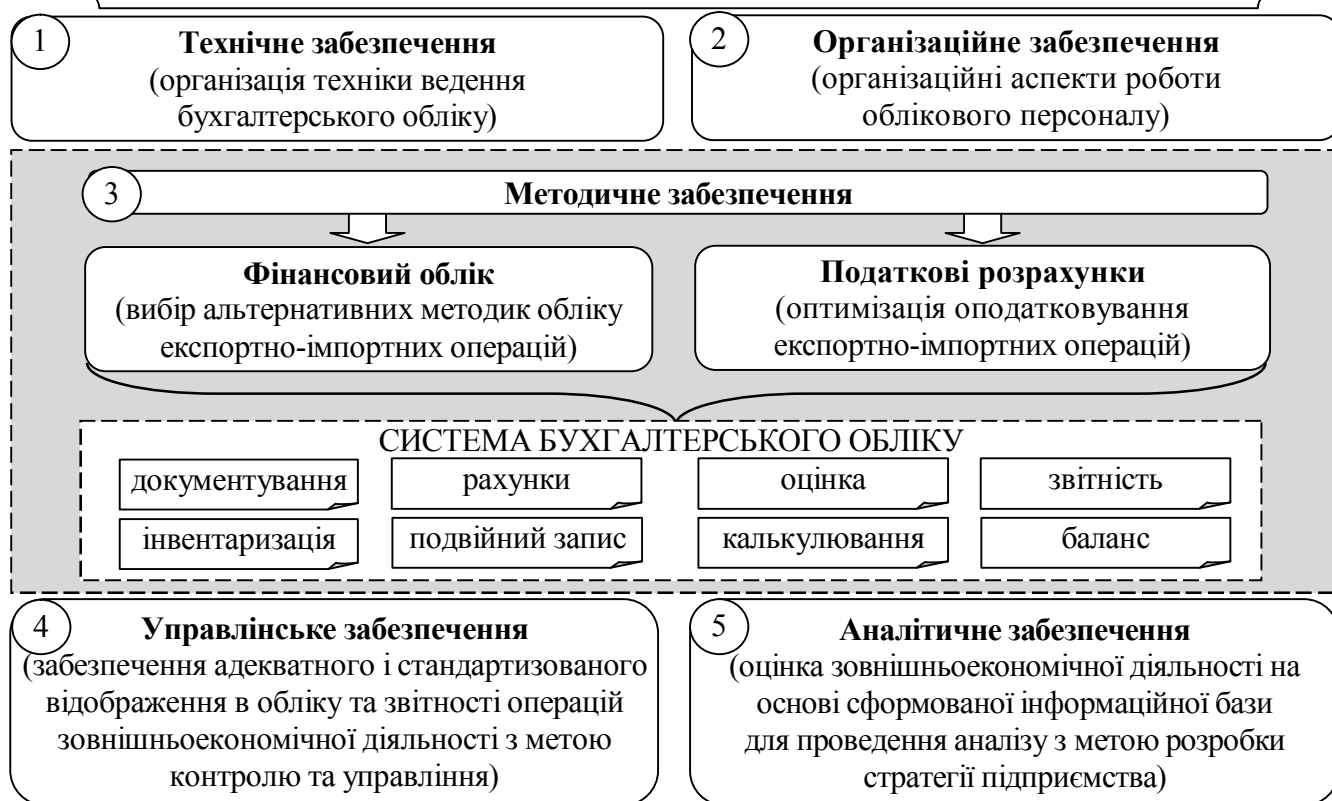 1
Технічне забезпечення
(організація техніки ведення
бухгалтерського обліку)
2
Організаційне забезпечення
(організаційні аспекти роботи
облікового персоналу)
3
Методичне забезпечення
Фінансовий облік
(вибір альтернативних методик обліку
експортно-імпортних операцій)
Податкові розрахунки
(оптимізація оподатковування
експортно-імпортних операцій)
СИСТЕМА БУХГАЛТЕРСЬКОГО ОБЛІКУ
документування
рахунки
оцінка
звітність
інвентаризація
подвійний запис
калькулювання
баланс
4
Управлінське забезпечення
(забезпечення адекватного і стандартизованого
відображення в обліку та звітності операцій
зовнішньоекономічної діяльності з метою
контролю та управління)
5
Аналітичне забезпечення
(оцінка зовнішньоекономічної діяльності на
основі сформованої інформаційної бази
для проведення аналізу з метою розробки
стратегії підприємства)